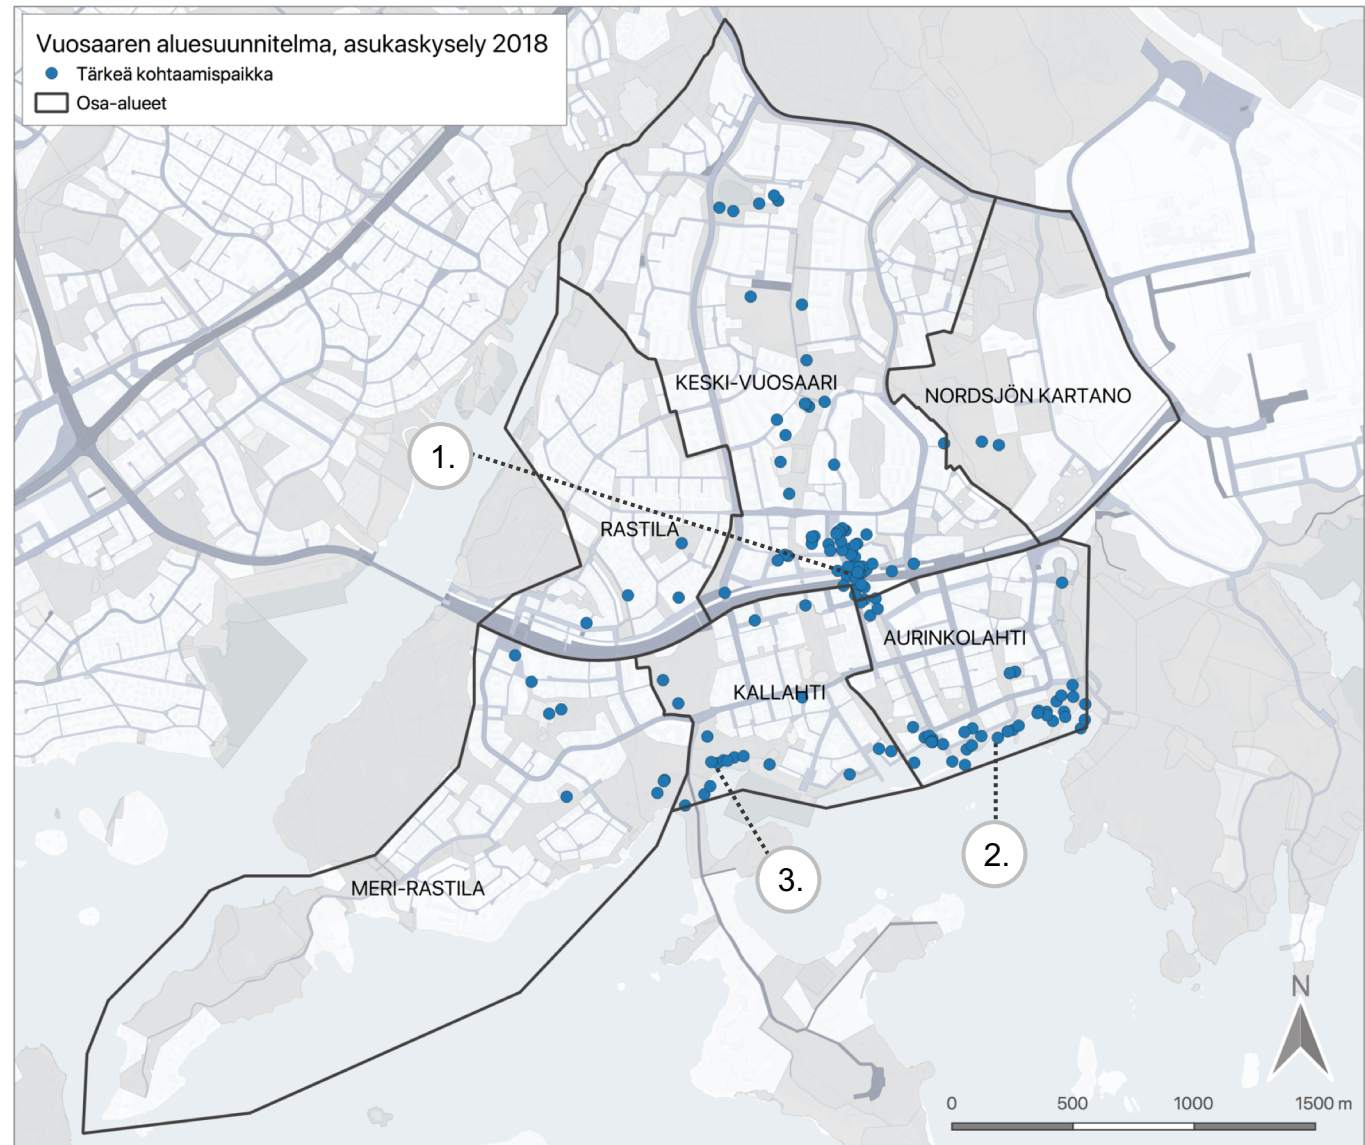 Vuosaaren aluesuunnitelma, asukaskysely 2018
Tärkeä kohtaamispaikka
Osa-alueet
KESKI-VUOSAARI
NORDSJÖN KARTANO
1.
RASTILA
AURINKOLAHTI
KALLAHTI
2.
3.
MERI-RASTILA
N
0 500 1000 1500 m